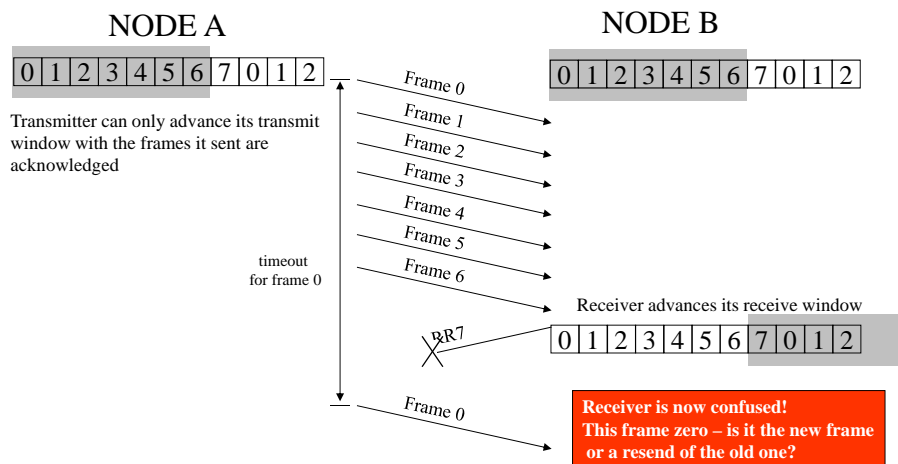 NODE A
NODE B
0 1 2 3 4 5 6 7 0 1 2
0 1 2 3 4 5 6 7 0 1 2
Transmitter can only advance its transmit
window with the frames it sent are
acknowledged
Frame 0
Frame 1
Frame 2
Frame 3
Frame 4
Frame 5
Frame 6
timeout
for frame 0
Receiver advances its receive window
RR7
0 1 2 3 4 5 6 7 0 1 2
Frame 0
Receiver is now confused!
This frame zero – is it the new frame
or a resend of the old one?